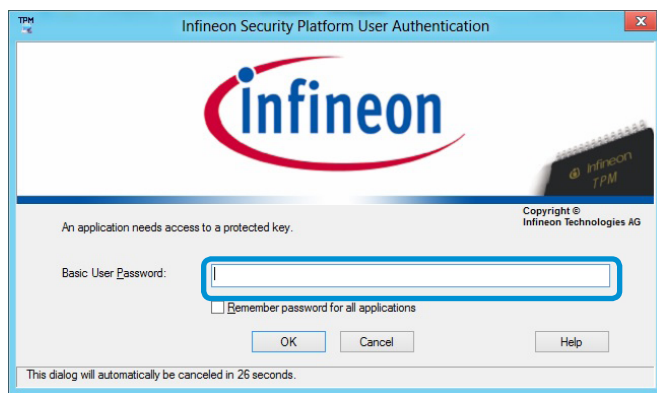 TPM
Infineon Security Platform User Authentication
x
infineon
infineon
TPM
Copyright ©
Infineon Technologies AG
An application needs access to a protected key.
Basic User Password:
Remember password for all applications
OK Cancel Help
This dialog will automatically be canceled in 26 seconds.